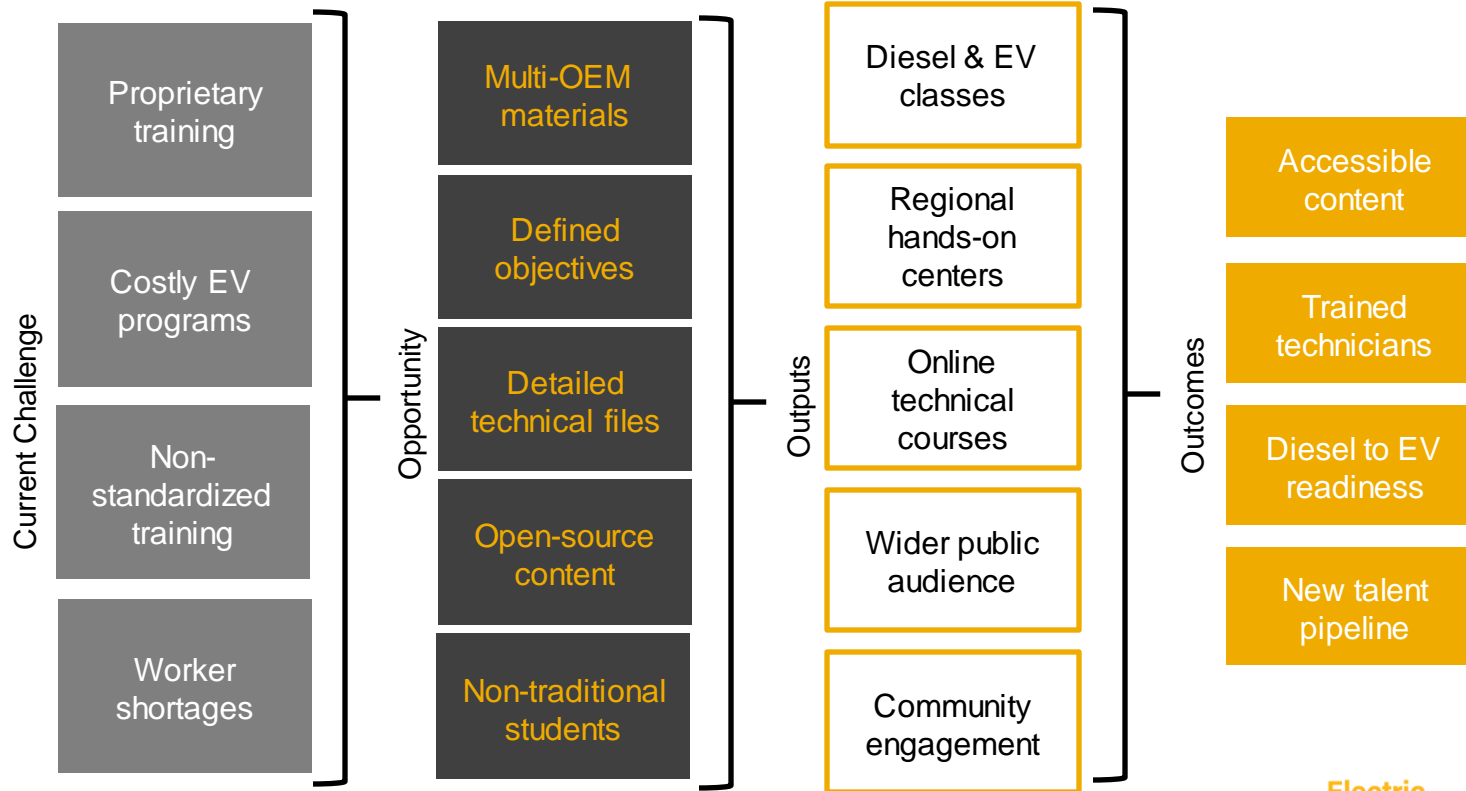 Current Challenge
Proprietary
training
Costly EV
programs
Non-
standardized
training
Worker
shortages
Opportunity
Multi-OEM
materials
Defined
objectives
Detailed
technical files
Open-source
content
Non-traditional
students
Outputs
Diesel & EV
classes
Regional
hands-on
centers
Online
technical
courses
Wider public
audience
Community
engagement
Outcomes
Accessible
content
Trained
technicians
Diesel to EV
readiness
New talent
pipeline
Electric